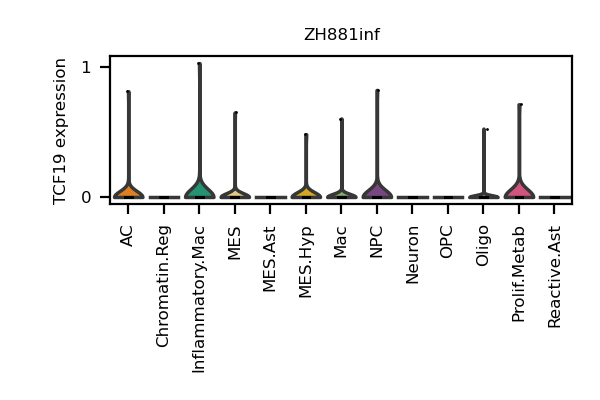 ZH881inf
TCF19 expression
1
0
AC
Chromatin.Reg
Inflammatory.Mac
MES
MES.Ast
MES.Hyp
Mac
NPC
Neuron
OPC
Oligo
Prolif.Metab
Reactive.Ast